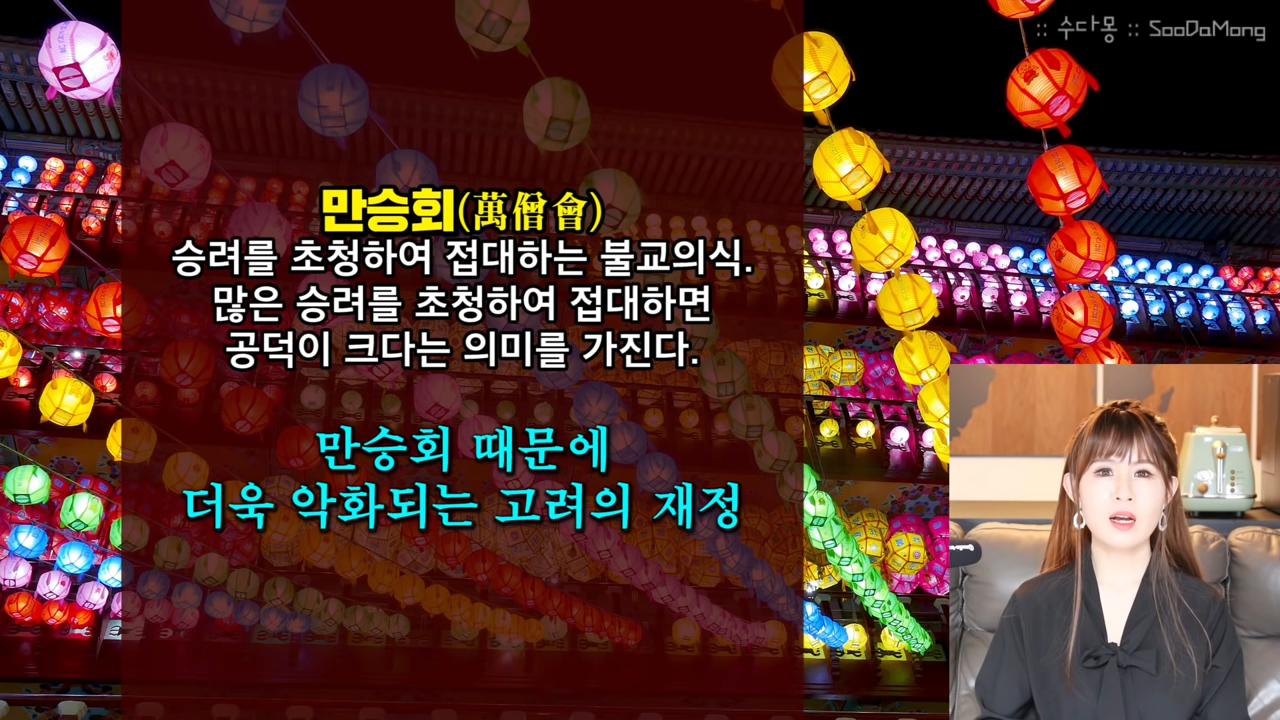 :: 수다몽 :: SooDaMong
만승회(萬僧會)
승려를 초청하여 접대하는 불교의식.
많은 승려를 초청하여 접대하면
공덕이 크다는 의미를 가진다.
만승회 때문에
더욱 악화되는 고려의 재정